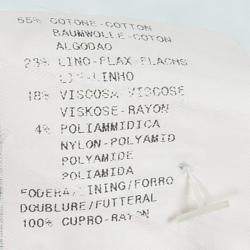 55% COTONE-COTTON
BAUMWOLLE-COTON
ALGODAO
23% LINO-FLAX-FLACHS
LIN-LINHO
18% VISCOSA VISCOSE
VISKOSE-RAYON
4% POLIAMMIDICA
NYLON-POLYAMID
POLYAMIDE
POLIAMIDA
FODERA/LINING/FORRO
DOUBLURE/FUTTERAL
100% CUPRO-RAYON